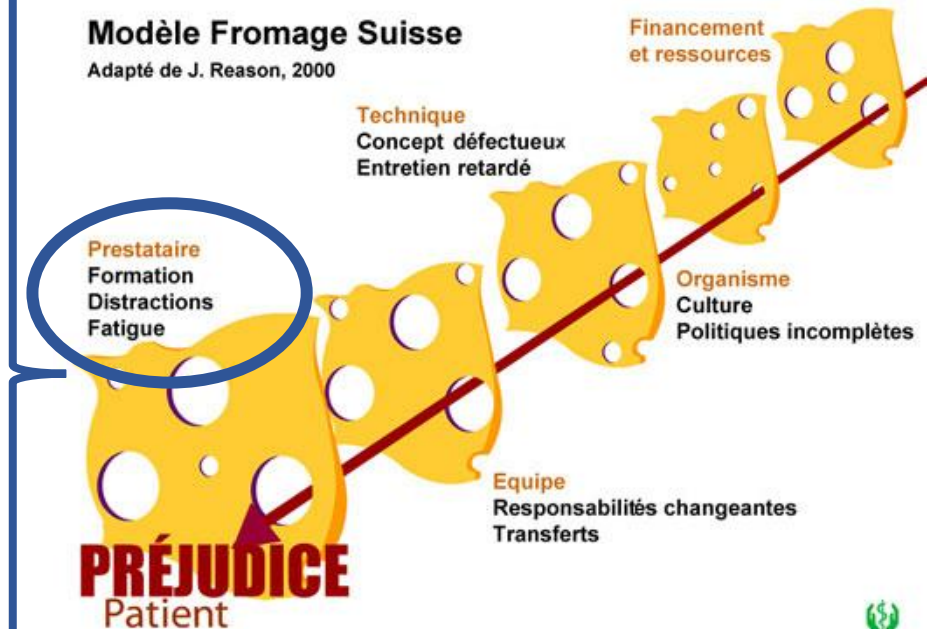 Modèle Fromage Suisse
Adapté de J. Reason, 2000
Financement
et ressources
Technique
Concept défectueux
Entretien retardé
Prestataire
Formation
Distractions
Fatigue
Organisme
Culture
Politiques incomplètes
Equipe
Responsabilités changeantes
Transferts
PRÉJUDICE
Patient